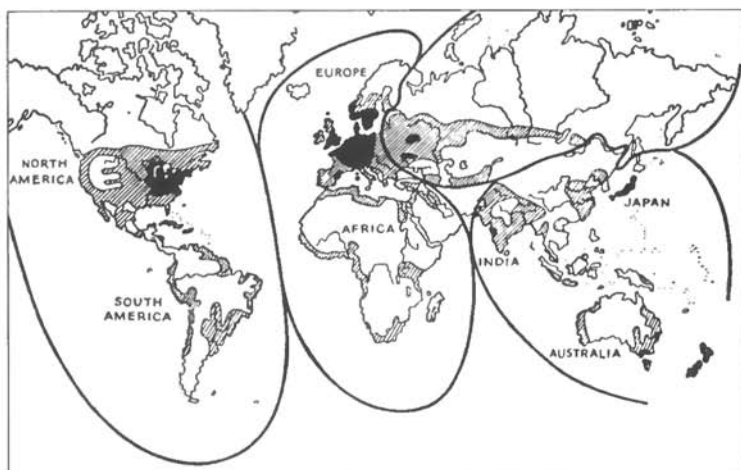 EUROPE
NORTH
AMERICA
E
AFRICA
JAPAN
INDIA
SOUTH
AMERICA
AUSTRALIA